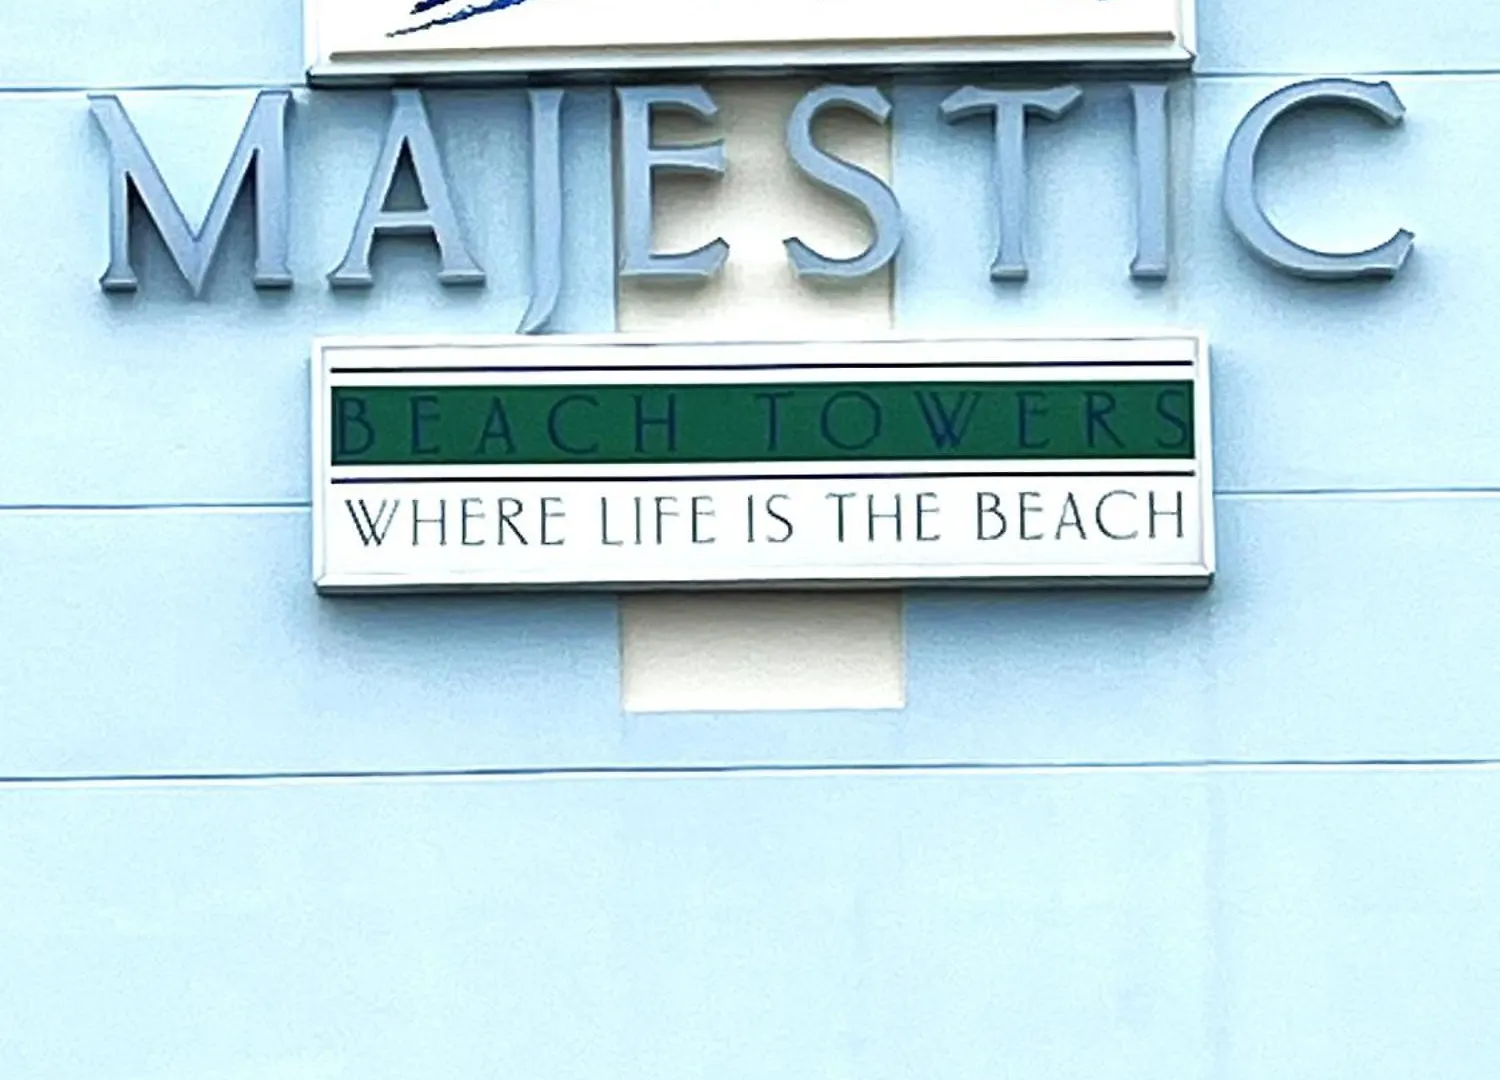 MAJESTIC
BEACH TOWERS
WHERE LIFE IS THE BEACH